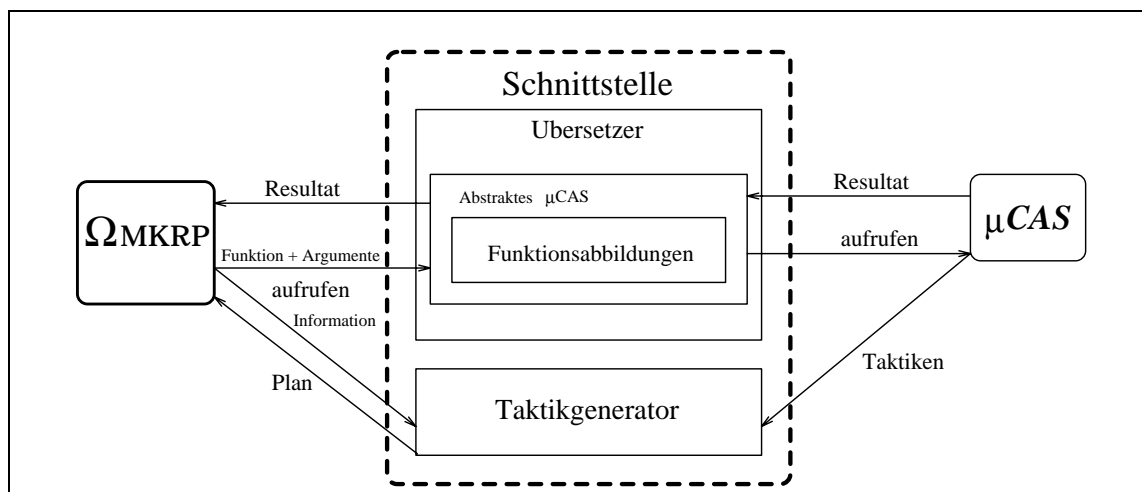 Schnittstelle
Ubersetzer
Resultat
Abstraktes μCAS
Resultat
ΩMKRP
μCAS
Funktion + Argumente
Funktionsabbildungen
aufrufen
aufrufen
Information
Plan
Taktikgenerator
Taktiken